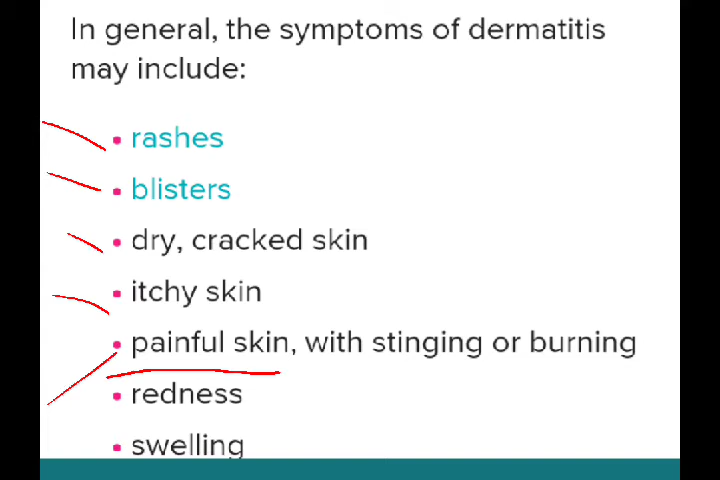 In general, the symptoms of dermatitis
may include:
• rashes
• blisters
• dry, cracked skin
• itchy skin
• painful skin, with stinging or burning
• redness
• swelling